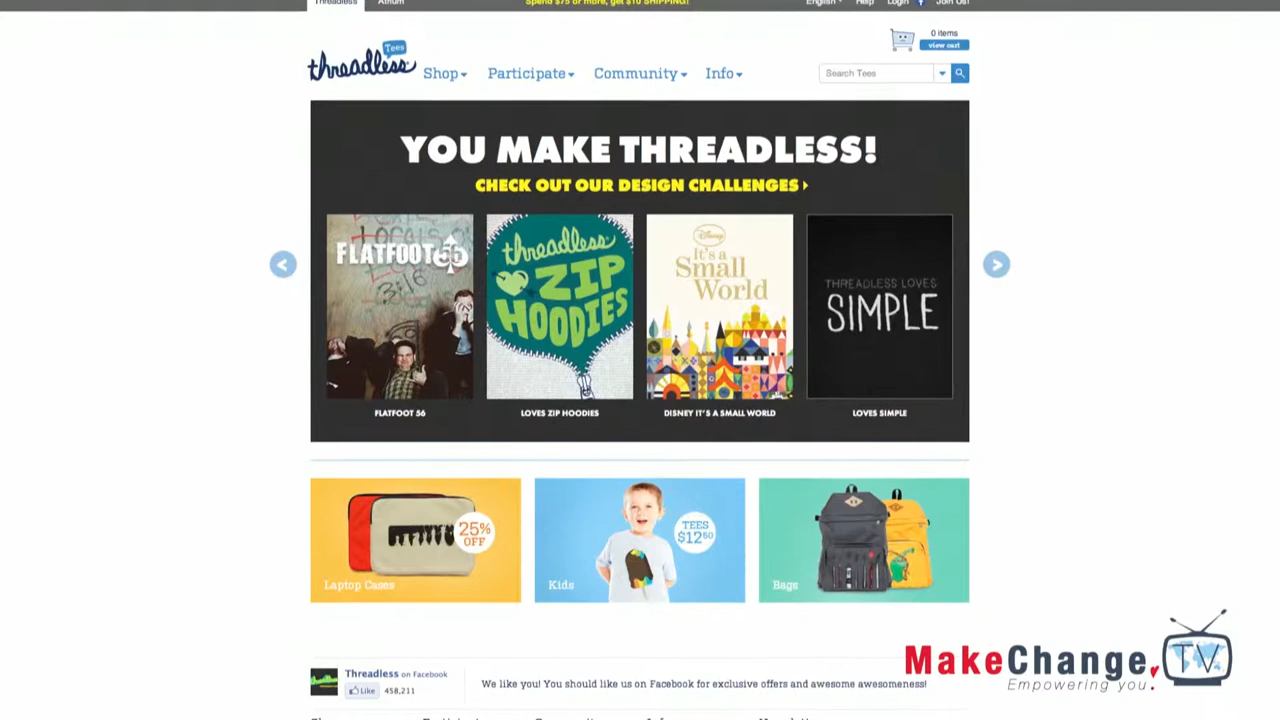 Threadless Atrium Spend $75 or more, get $10 SHIPPING! English Help Login Join Us!
0 items
view cart
Tees
threadless
Shop Participate Community Info
Search Tees
YOU MAKE THREADLESS!
CHECK OUT OUR DESIGN CHALLENGES
FLATFOOT 56
3:16
threadless
ZIP
HOODIES
Disney
It's a
Small
World
THREADLESS LOVES
SIMPLE
FLATFOOT 56
LOVES ZIP HOODIES
DISNEY IT'S A SMALL WORLD
LOVES SIMPLE
25%
OFF
Laptop Cases
TEES
$12.50
Kids
Bags
Threadless on Facebook
Like 458,211
We like you! You should like us on Facebook for exclusive offers and awesome awesomeness!
MakeChange.
TV
Empowering you!